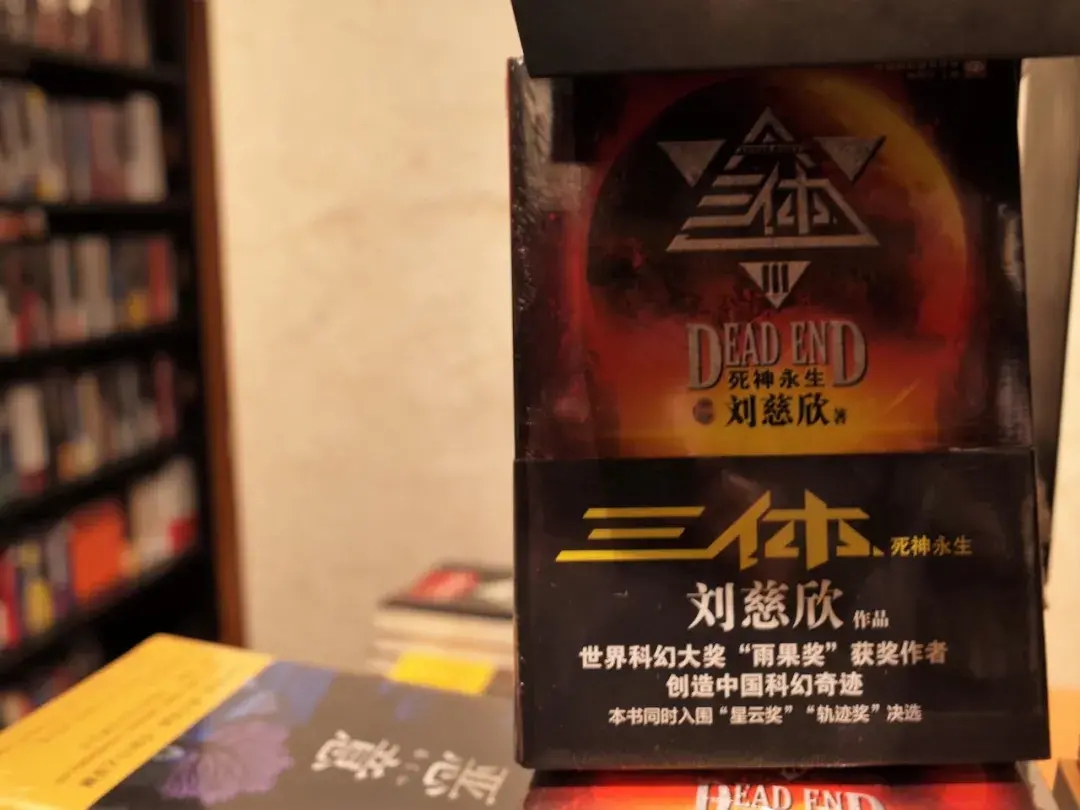 三体
III
DEAD END
死神永生
刘慈欣著
三体 死神永生
刘慈欣 作品
世界科幻大奖“雨果奖”获奖作者
创造中国科幻奇迹
本书同时入围“星云奖”“轨迹奖”决选
DEAD END
恶意